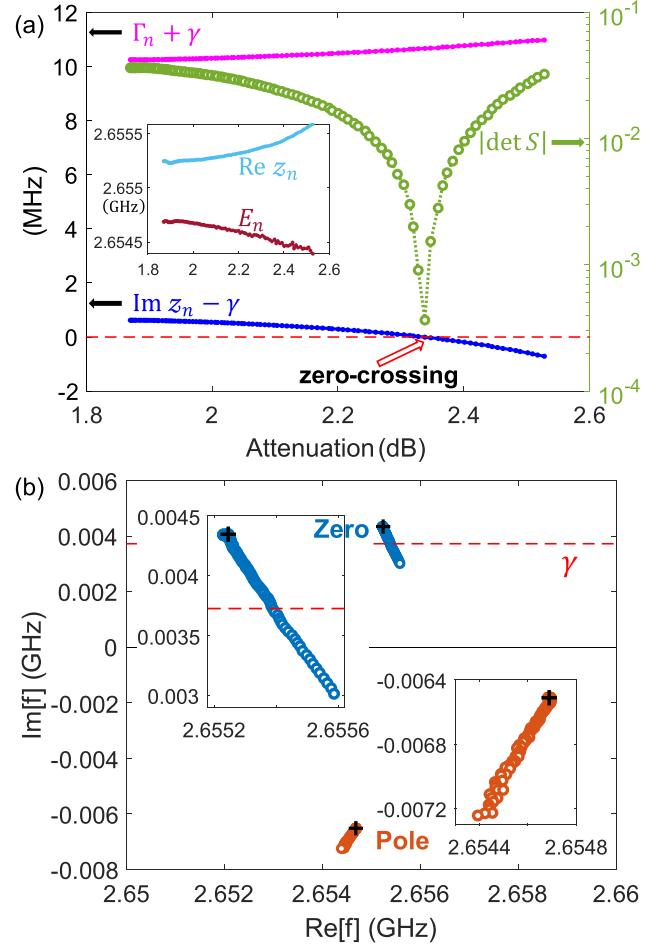 (a)
Γₙ + γ
12
10
8
6
4
2
0
-2
(MHz)
10⁻¹
10⁻²
10⁻³
10⁻⁴
|det S|
2.6555
2.655
(GHz)
2.6545
Re zₙ
Eₙ
1.8 2 2.2 2.4 2.6
Im zₙ − γ
zero-crossing
1.8 2 2.2 2.4 2.6
Attenuation (dB)
(b)
0.006
0.004
0.002
0
-0.002
-0.004
-0.006
-0.008
Im[f] (GHz)
0.0045
0.004
0.0035
0.003
2.6552 2.6556
Zero
γ
-0.0064
-0.0068
-0.0072
2.6544 2.6548
Pole
2.65 2.652 2.654 2.656 2.658 2.66
Re[f] (GHz)